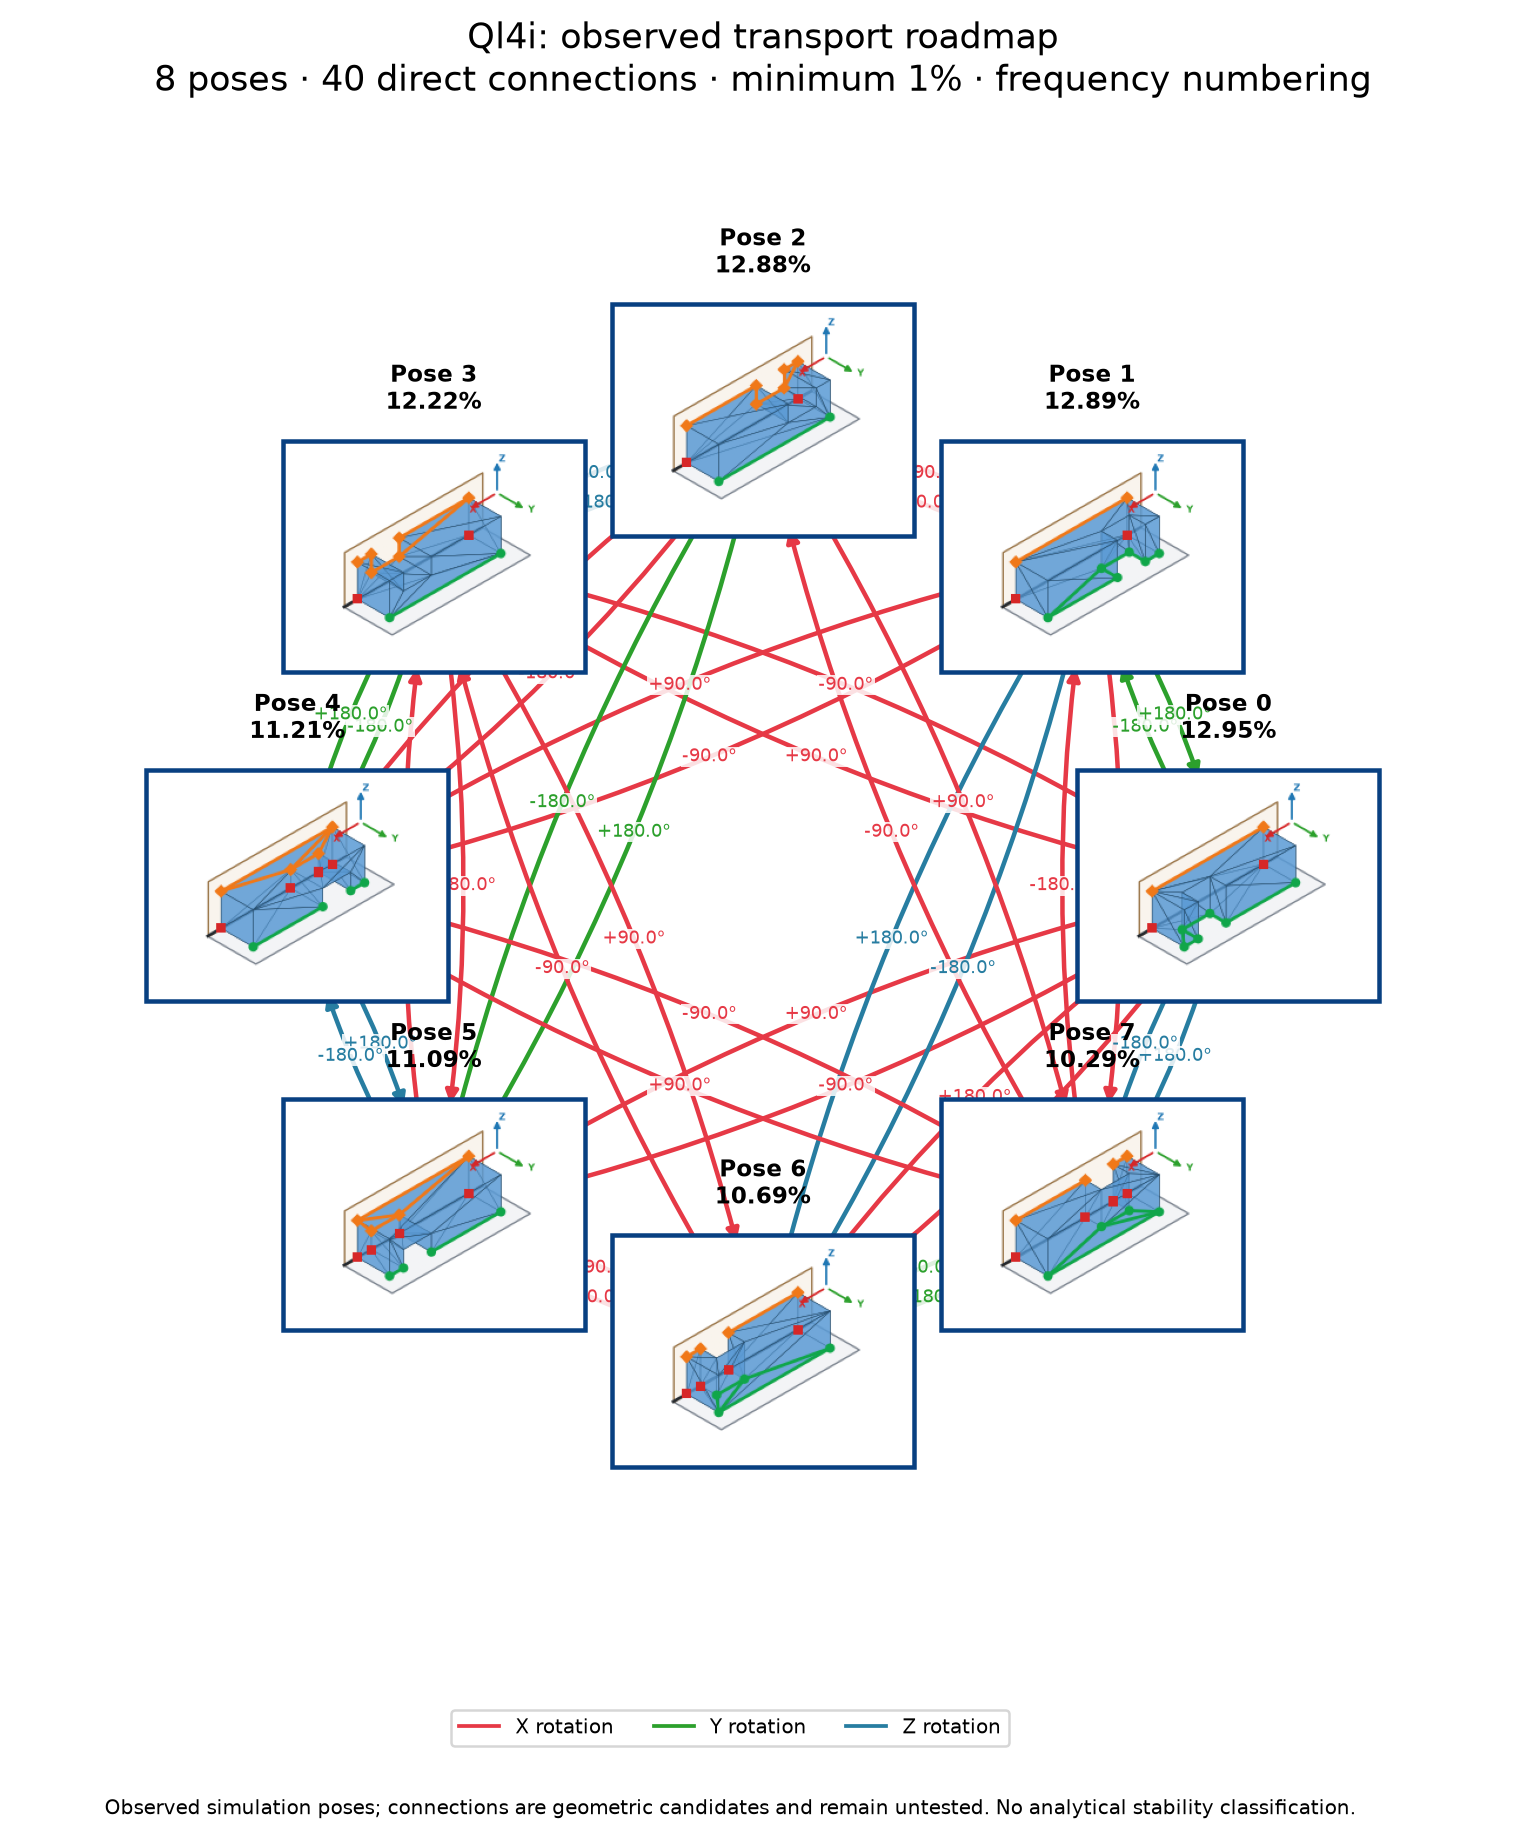 Ql4i: observed transport roadmap
8 poses · 40 direct connections · minimum 1% · frequency numbering
Pose 2
12.88%
Pose 3
12.22%
Pose 1
12.89%
Z
Y
X
Z
Y
X
Z
Y
X
+90.0°
-90.0°
Pose 4
11.21%
+180.0°
-180.0°
+180.0°
Pose 0
12.95%
-90.0°
+90.0°
Z
Y
X
-180.0°
+180.0°
+90.0°
-90.0°
Z
Y
X
+180.0°
-180.0°
+90.0°
-90.0°
-90.0°
+90.0°
Pose 5
11.09%
+180.0°
-180.0°
Pose 7
10.29%
-180.0°
+180.0°
+90.0°
-90.0°
+180.0°
Z
Y
X
Pose 6
10.69%
Z
Y
X
Z
Y
X
X rotation
Y rotation
Z rotation
Observed simulation poses; connections are geometric candidates and remain untested. No analytical stability classification.